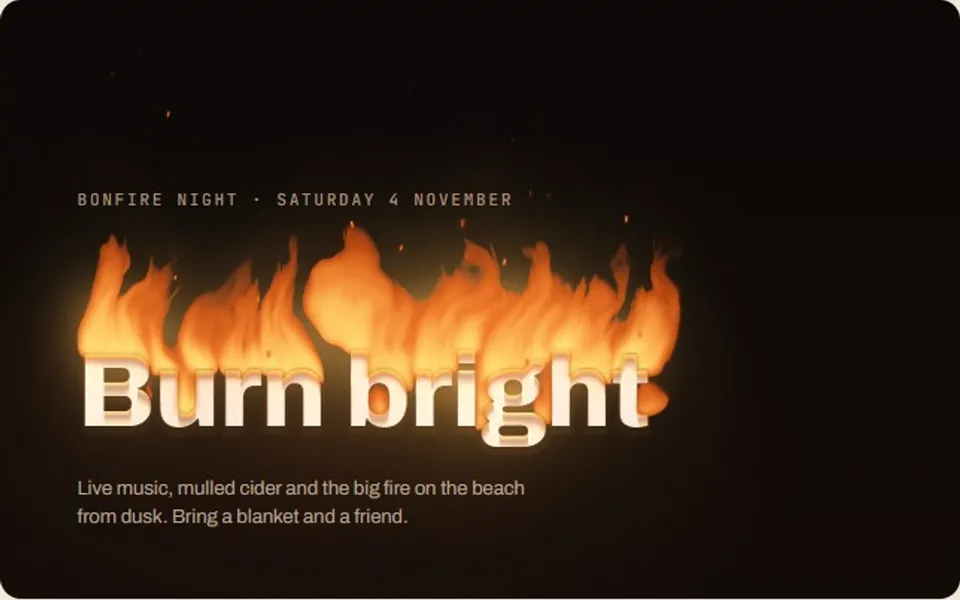 BONFIRE NIGHT · SATURDAY 4 NOVEMBER
Burn bright
Live music, mulled cider and the big fire on the beach
from dusk. Bring a blanket and a friend.